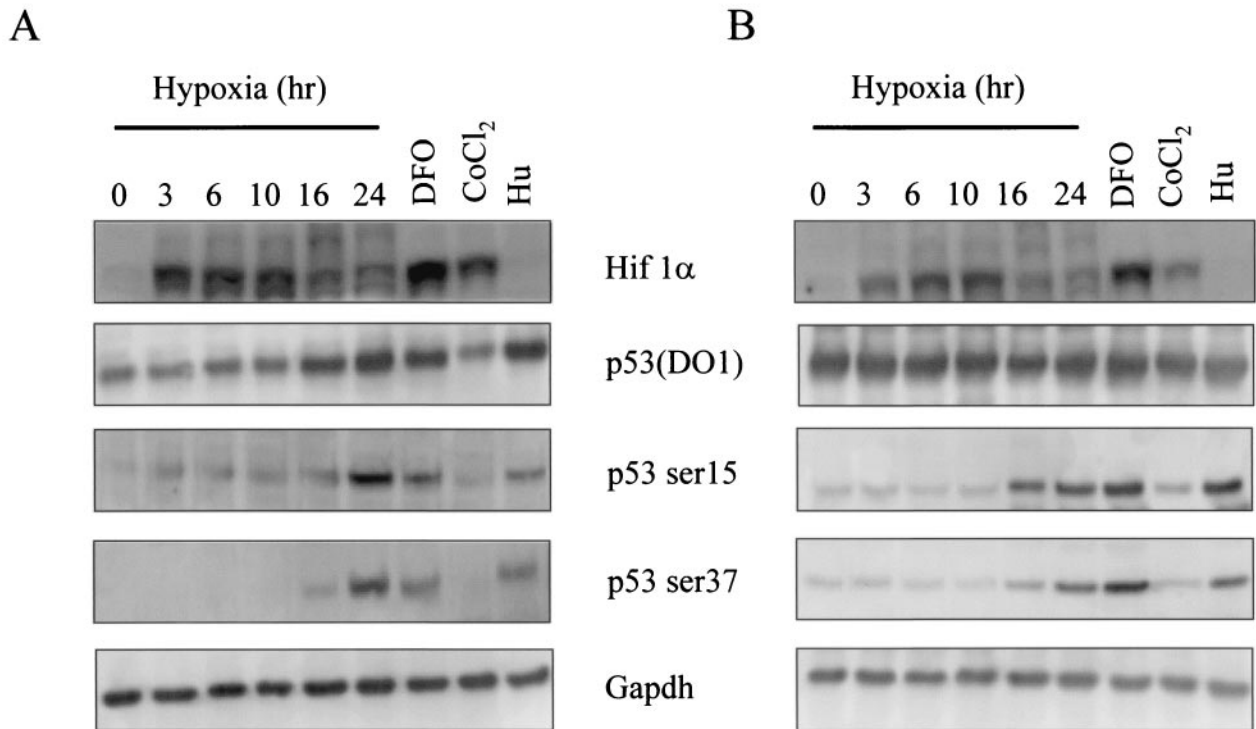 A
B
Hypoxia (hr)
Hypoxia (hr)
0 3 6 10 16 24 DFO CoCl₂ Hu
0 3 6 10 16 24 DFO CoCl₂ Hu
Hif 1α
p53(DO1)
p53 ser15
p53 ser37
Gapdh